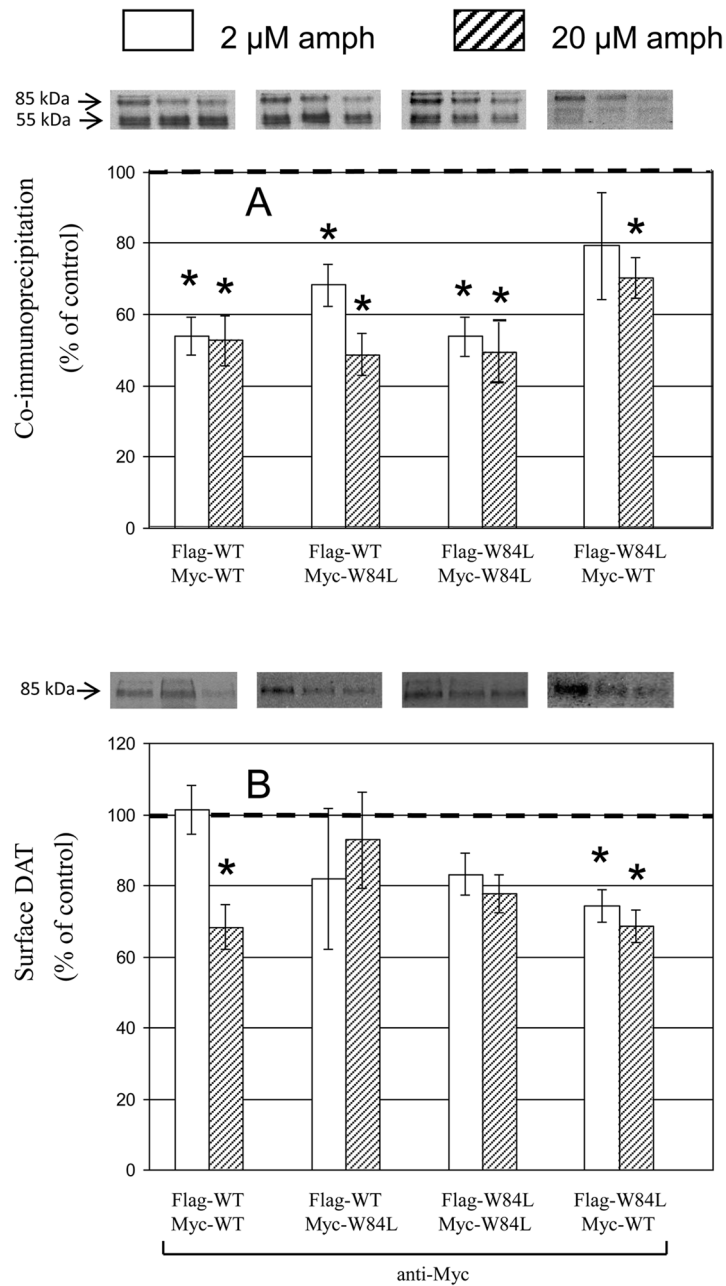 2 μM amph
20 μM amph
85 kDa
55 kDa
Co-immunoprecipitation
(% of control)
100
80
60
40
20
0
A
*
*
*
*
*
*
*
Flag-WT
Myc-WT
Flag-WT
Myc-W84L
Flag-W84L
Myc-W84L
Flag-W84L
Myc-WT
85 kDa
Surface DAT
(% of control)
120
100
80
60
40
20
0
B
*
*
*
Flag-WT
Myc-WT
Flag-WT
Myc-W84L
Flag-W84L
Myc-W84L
Flag-W84L
Myc-WT
anti-Myc